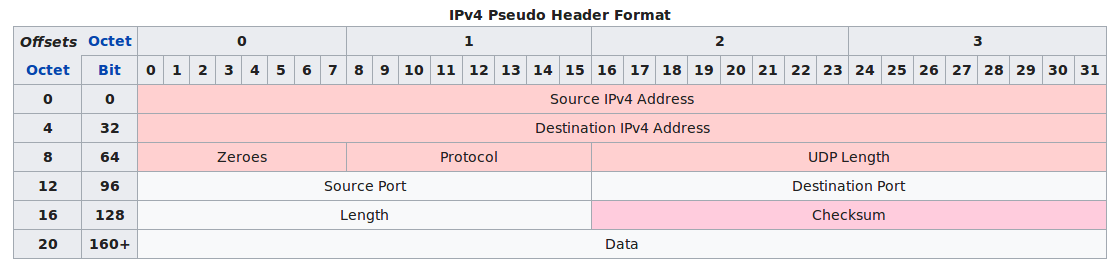 IPv4 Pseudo Header Format
Offsets Octet 0 1 2 3
Octet Bit 0 1 2 3 4 5 6 7 8 9 10 11 12 13 14 15 16 17 18 19 20 21 22 23 24 25 26 27 28 29 30 31
0 0 Source IPv4 Address
4 32 Destination IPv4 Address
8 64 Zeroes Protocol UDP Length
12 96 Source Port Destination Port
16 128 Length Checksum
20 160+ Data